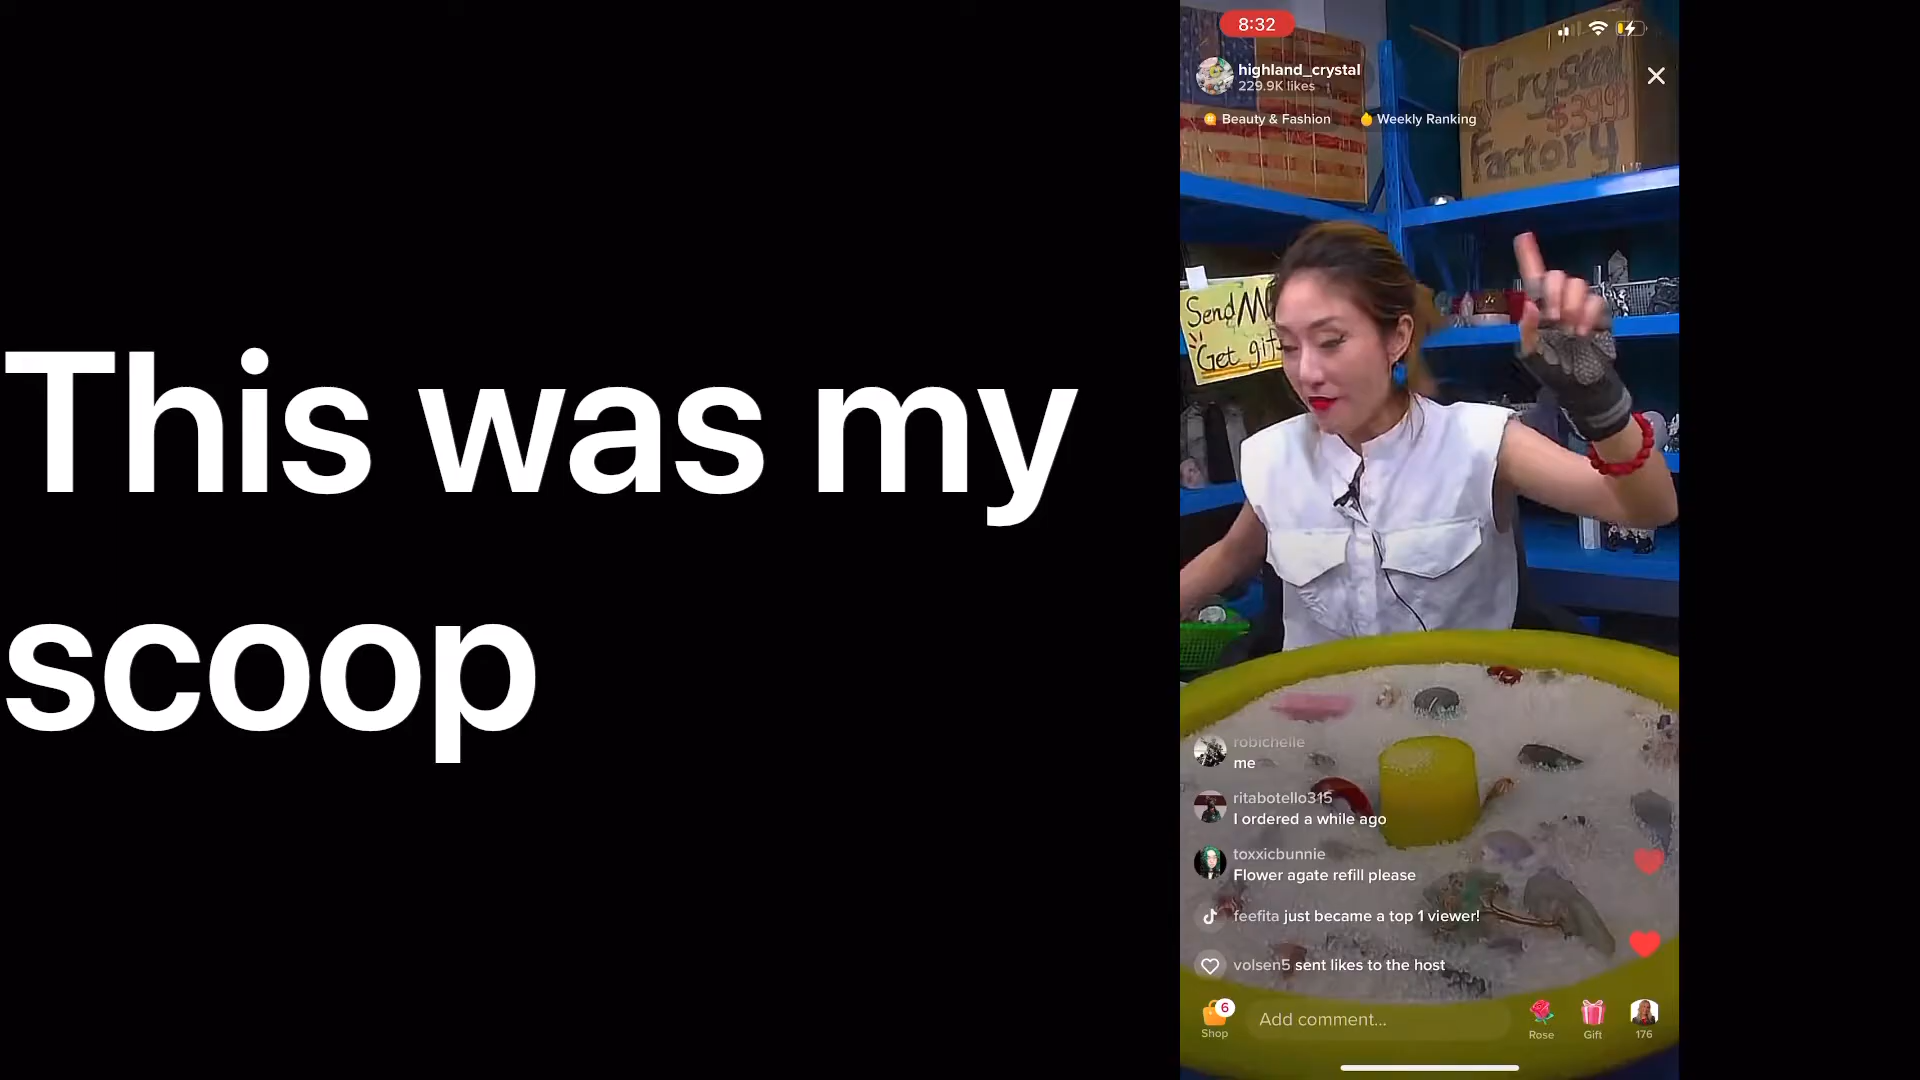 This was my
scoop
8:32
highland_crystal
229.9K likes
Beauty & Fashion
Weekly Ranking
Crystal
$399
Factory
Send
Get
robichelle
me
ritabotello315
I ordered a while ago
toxxicbunnie
Flower agate refill please
feefita just became a top 1 viewer!
volsen5 sent likes to the host
6
Shop
Add comment...
Rose
Gift
176